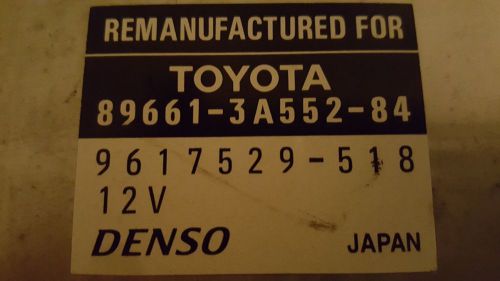 REMANUFACTURED FOR
TOYOTA
89661-3A552-84
9617529-518
12V
DENSO JAPAN